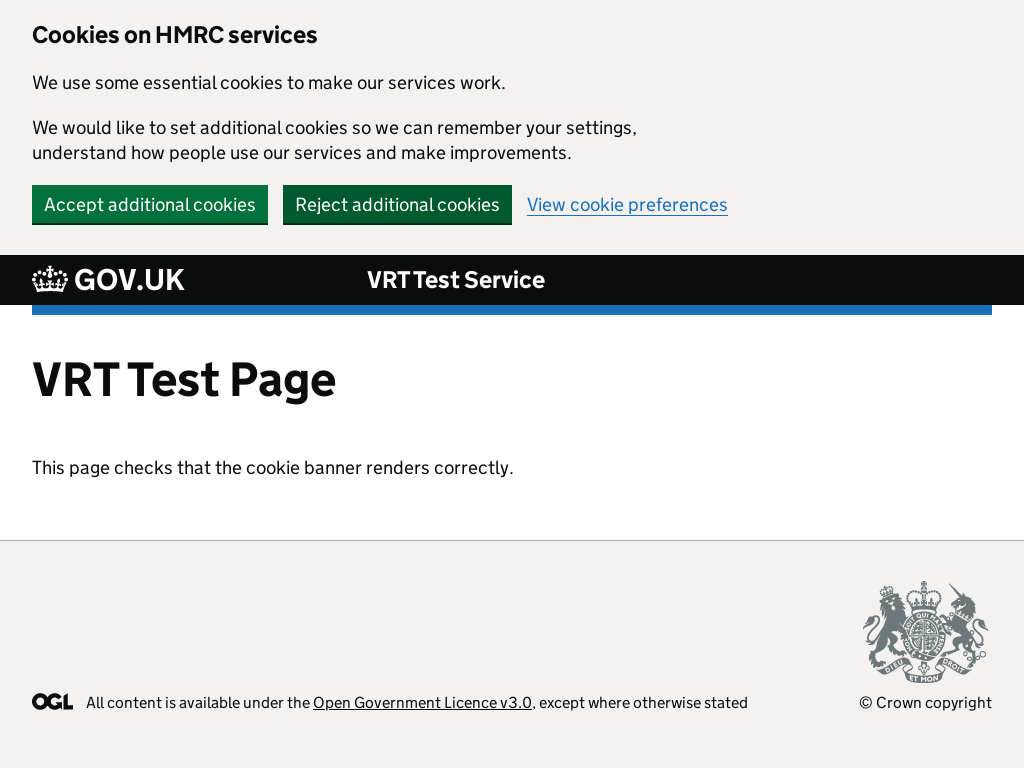 Cookies on HMRC services
We use some essential cookies to make our services work.
We would like to set additional cookies so we can remember your settings,
understand how people use our services and make improvements.
Accept additional cookies
Reject additional cookies
View cookie preferences
GOV.UK
VRT Test Service
VRT Test Page
This page checks that the cookie banner renders correctly.
DIEU ET MON DROIT
OGL
All content is available under the Open Government Licence v3.0, except where otherwise stated
© Crown copyright